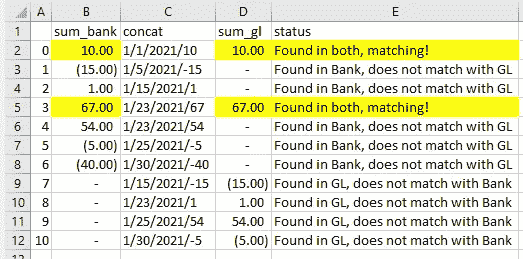 A B C D E
1 sum_bank concat sum_gl status
2 0 10.00 1/1/2021/10 10.00 Found in both, matching!
3 1 (15.00) 1/5/2021/-15 - Found in Bank, does not match with GL
4 2 1.00 1/15/2021/1 - Found in Bank, does not match with GL
5 3 67.00 1/23/2021/67 67.00 Found in both, matching!
6 4 54.00 1/23/2021/54 - Found in Bank, does not match with GL
7 5 (5.00) 1/25/2021/-5 - Found in Bank, does not match with GL
8 6 (40.00) 1/30/2021/-40 - Found in Bank, does not match with GL
9 7 - 1/15/2021/-15 (15.00) Found in GL, does not match with Bank
10 8 - 1/23/2021/1 1.00 Found in GL, does not match with Bank
11 9 - 1/25/2021/54 54.00 Found in GL, does not match with Bank
12 10 - 1/30/2021/-5 (5.00) Found in GL, does not match with Bank